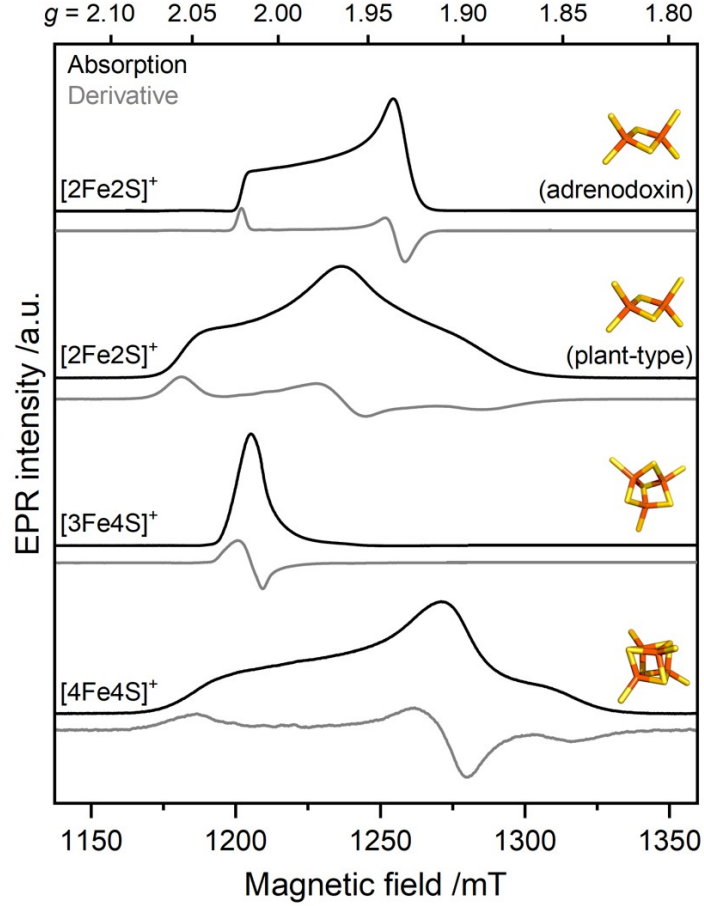 g = 2.10 2.05 2.00 1.95 1.90 1.85 1.80
Absorption
Derivative
[2Fe2S]⁺
(adrenodoxin)
[2Fe2S]⁺
(plant-type)
[3Fe4S]⁺
[4Fe4S]⁺
EPR intensity /a.u.
1150 1200 1250 1300 1350
Magnetic field /mT